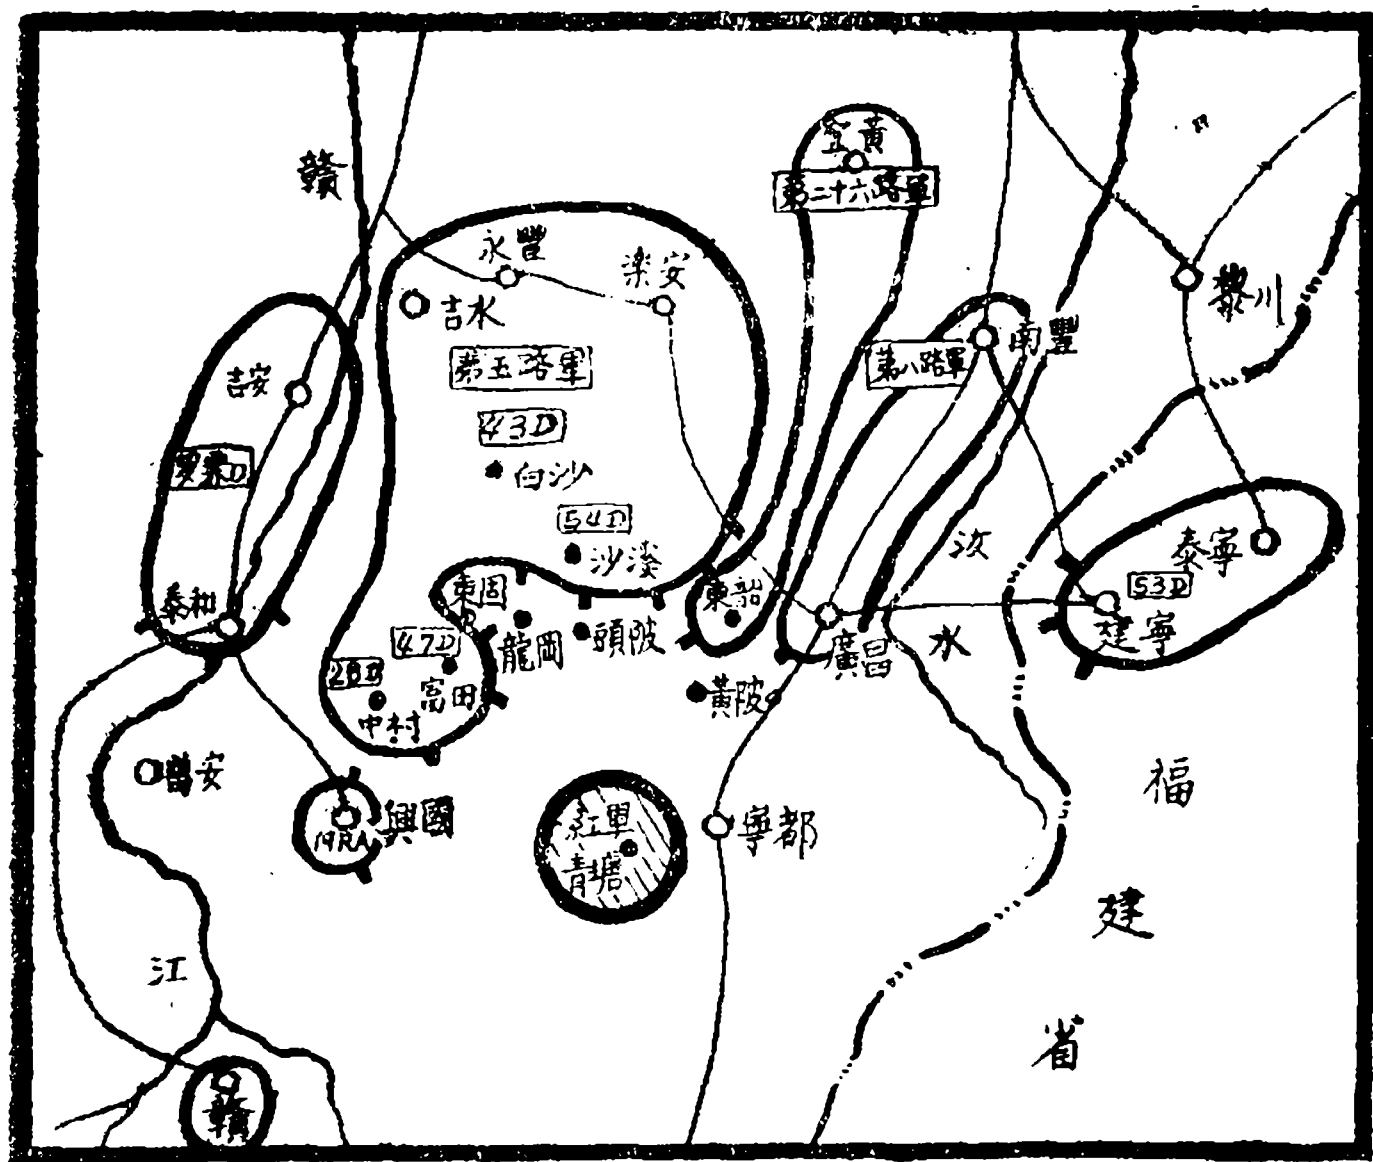 贛
宜黃
第二十六路軍
永豐
樂安
吉水
黎川
南豐
第八路軍
第五路軍
吉安
43D
白沙
54D
沙溪
泰寧
汝
53D
建寧
泰和
東固
東韶
47D
龍岡
頭陂
水
廣昌
28D
富田
中村
黃陂
萬安
福
興國
19RA
紅軍
青塘
寧都
建
江
省
贛